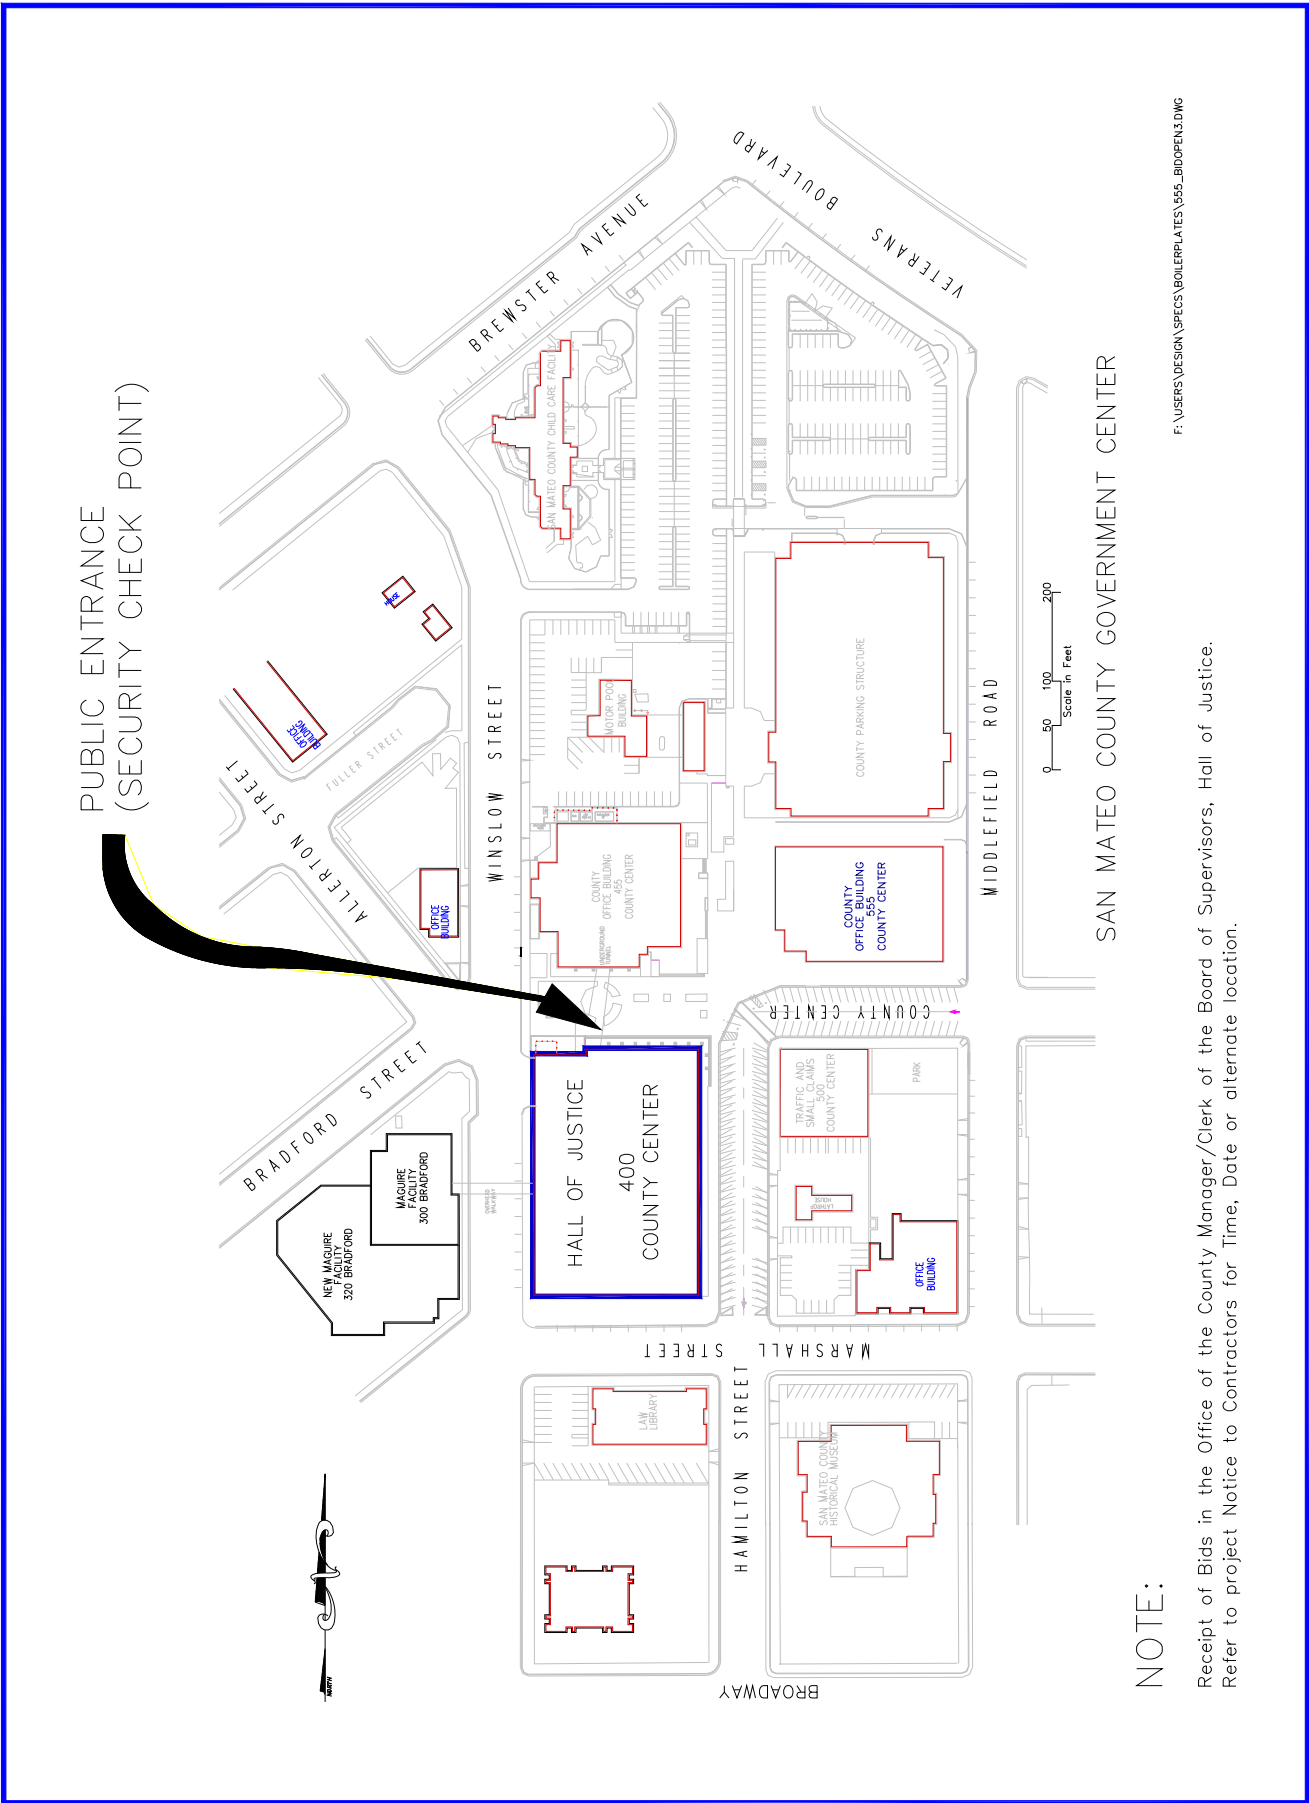 PUBLIC ENTRANCE
(SECURITY CHECK POINT)
BREWSTER AVENUE
VETERANS BOULEVARD
SAN MATEO COUNTY CHILD CARE FACILITY
HOUSE
OFFICE
BUILDING
FULLER STREET
ALLERTON STREET
WINSLOW STREET
MOTOR POOL
BUILDING
COUNTY PARKING STRUCTURE
MIDDLEFIELD ROAD
OFFICE
BUILDING
COUNTY
OFFICE BUILDING
455
COUNTY CENTER
UNDERGROUND
TUNNEL
COUNTY
OFFICE BUILDING
555
COUNTY CENTER
COUNTY CENTER
BRADFORD STREET
MAGUIRE
FACILITY
300 BRADFORD
NEW MAGUIRE
FACILITY
320 BRADFORD
OVERHEAD
WALKWAY
HALL OF JUSTICE
400
COUNTY CENTER
TRAFFIC AND
SMALL CLAIMS
500
COUNTY CENTER
PARK
LATHROP
HOUSE
OFFICE
BUILDING
MARSHALL STREET
LAW
LIBRARY
HAMILTON STREET
SAN MATEO COUNTY
HISTORICAL MUSEUM
BROADWAY
NORTH
0 50 100 200
Scale in Feet
SAN MATEO COUNTY GOVERNMENT CENTER
F:\USERS\DESIGN\SPECS\BOILERPLATES\555_BIDOPEN3.DWG
NOTE:
Receipt of Bids in the Office of the County Manager/Clerk of the Board of Supervisors, Hall of Justice.
Refer to project Notice to Contractors for Time, Date or alternate location.